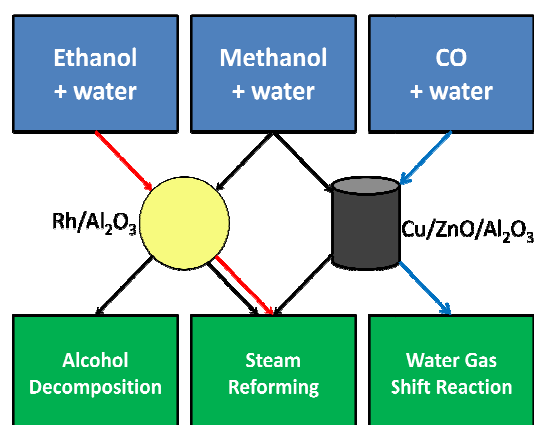 Ethanol
+ water
Methanol
+ water
CO
+ water
Rh/Al₂O₃
Cu/ZnO/Al₂O₃
Alcohol
Decomposition
Steam
Reforming
Water Gas
Shift Reaction